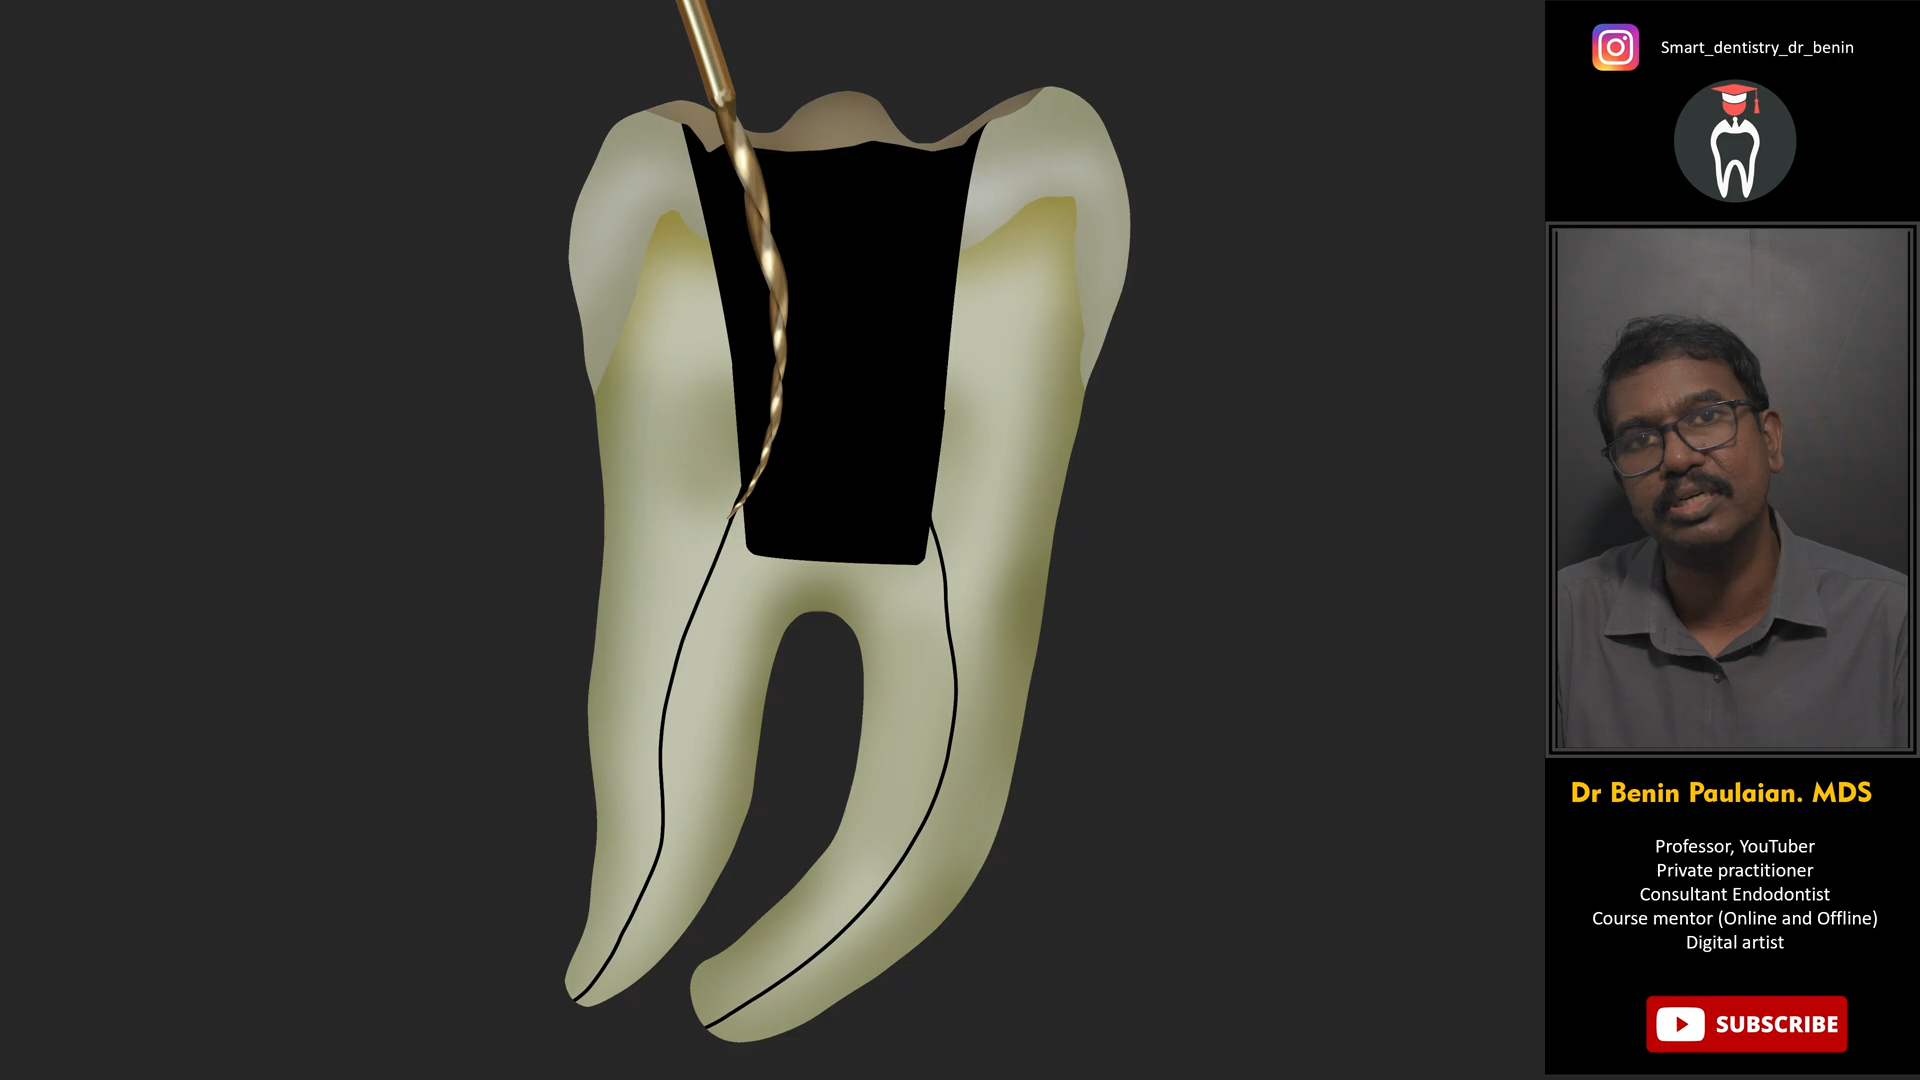 Smart_dentistry_dr_benin
Dr Benin Paulaian. MDS
Professor, YouTuber
Private practitioner
Consultant Endodontist
Course mentor (Online and Offline)
Digital artist
SUBSCRIBE